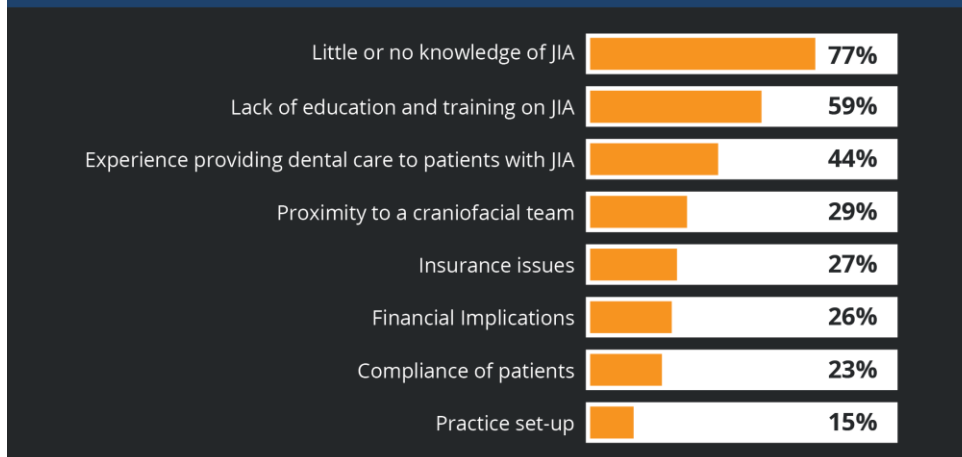 Little or no knowledge of JIA 77%
Lack of education and training on JIA 59%
Experience providing dental care to patients with JIA 44%
Proximity to a craniofacial team 29%
Insurance issues 27%
Financial Implications 26%
Compliance of patients 23%
Practice set-up 15%